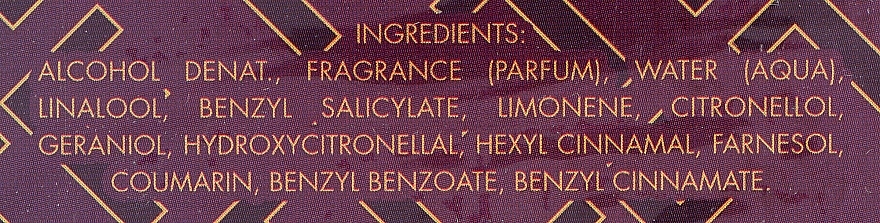 INGREDIENTS:
ALCOHOL DENAT., FRAGRANCE (PARFUM), WATER (AQUA),
LINALOOL, BENZYL SALICYLATE, LIMONENE, CITRONELLOL,
GERANIOL, HYDROXYCITRONELLAL, HEXYL CINNAMAL, FARNESOL,
COUMARIN, BENZYL BENZOATE, BENZYL CINNAMATE.